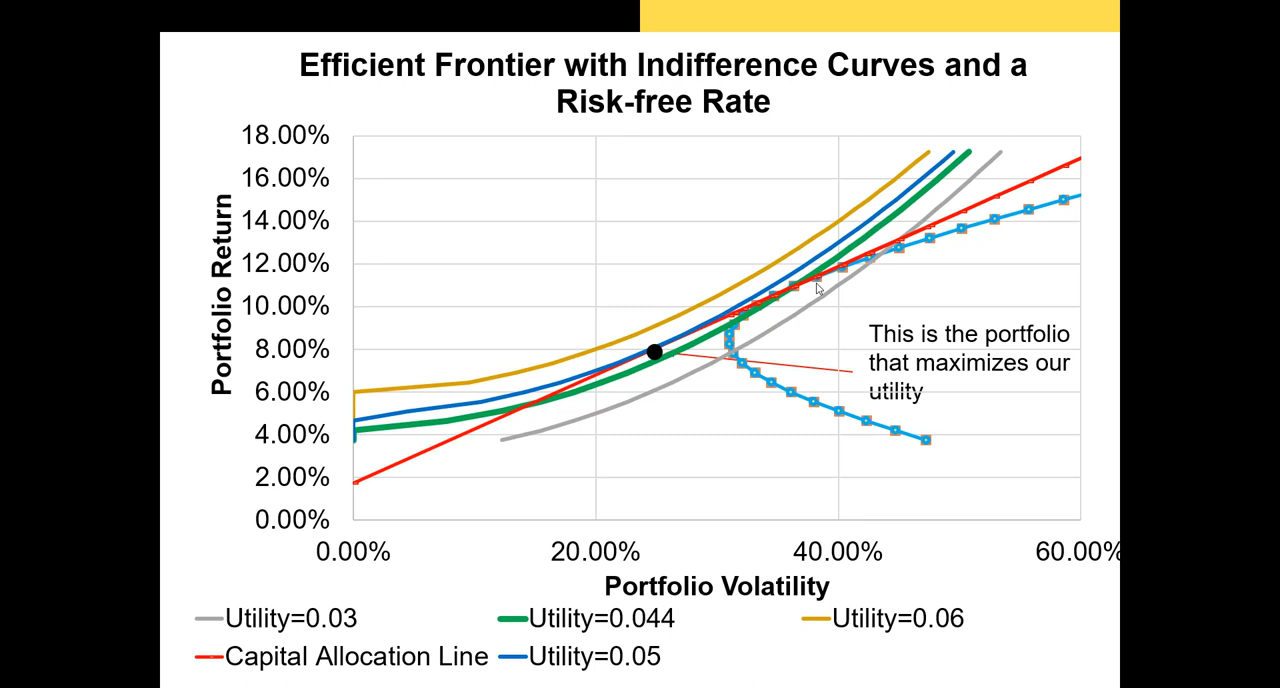 Efficient Frontier with Indifference Curves and a
Risk-free Rate
18.00%
16.00%
14.00%
12.00%
10.00%
8.00%
6.00%
4.00%
2.00%
0.00%
Portfolio Return
This is the portfolio
that maximizes our
utility
0.00% 20.00% 40.00% 60.00%
Portfolio Volatility
Utility=0.03 Utility=0.044 Utility=0.06
Capital Allocation Line Utility=0.05